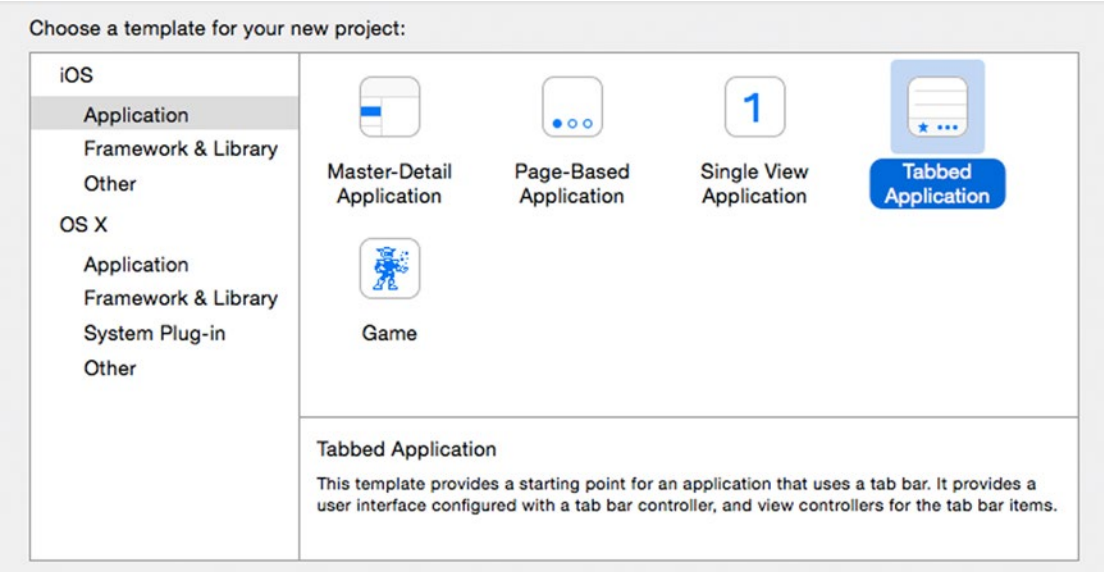 Choose a template for your new project:
iOS
Application
Framework & Library
Other
OS X
Application
Framework & Library
System Plug-in
Other
Master-Detail
Application
Page-Based
Application
1
Single View
Application
Tabbed
Application
Game
Tabbed Application
This template provides a starting point for an application that uses a tab bar. It provides a
user interface configured with a tab bar controller, and view controllers for the tab bar items.